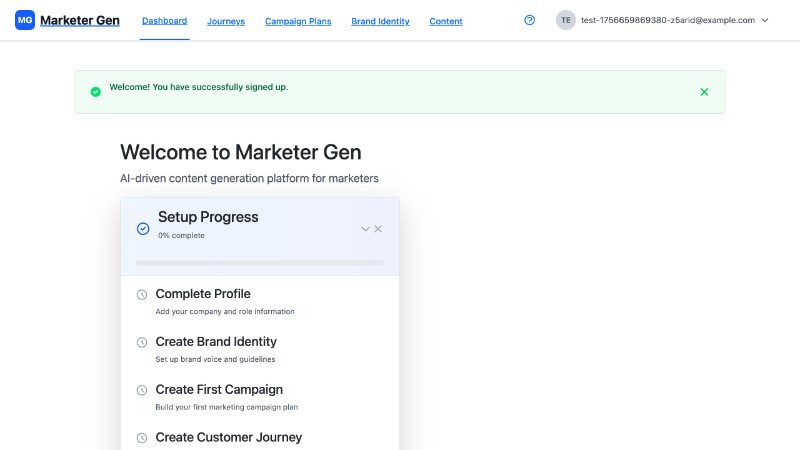 MG Marketer Gen Dashboard Journeys Campaign Plans Brand Identity Content TE test-1756659869380-z5arid@example.com
Welcome! You have successfully signed up.
Welcome to Marketer Gen
AI-driven content generation platform for marketers
Setup Progress
0% complete
Complete Profile
Add your company and role information
Create Brand Identity
Set up brand voice and guidelines
Create First Campaign
Build your first marketing campaign plan
Create Customer Journey